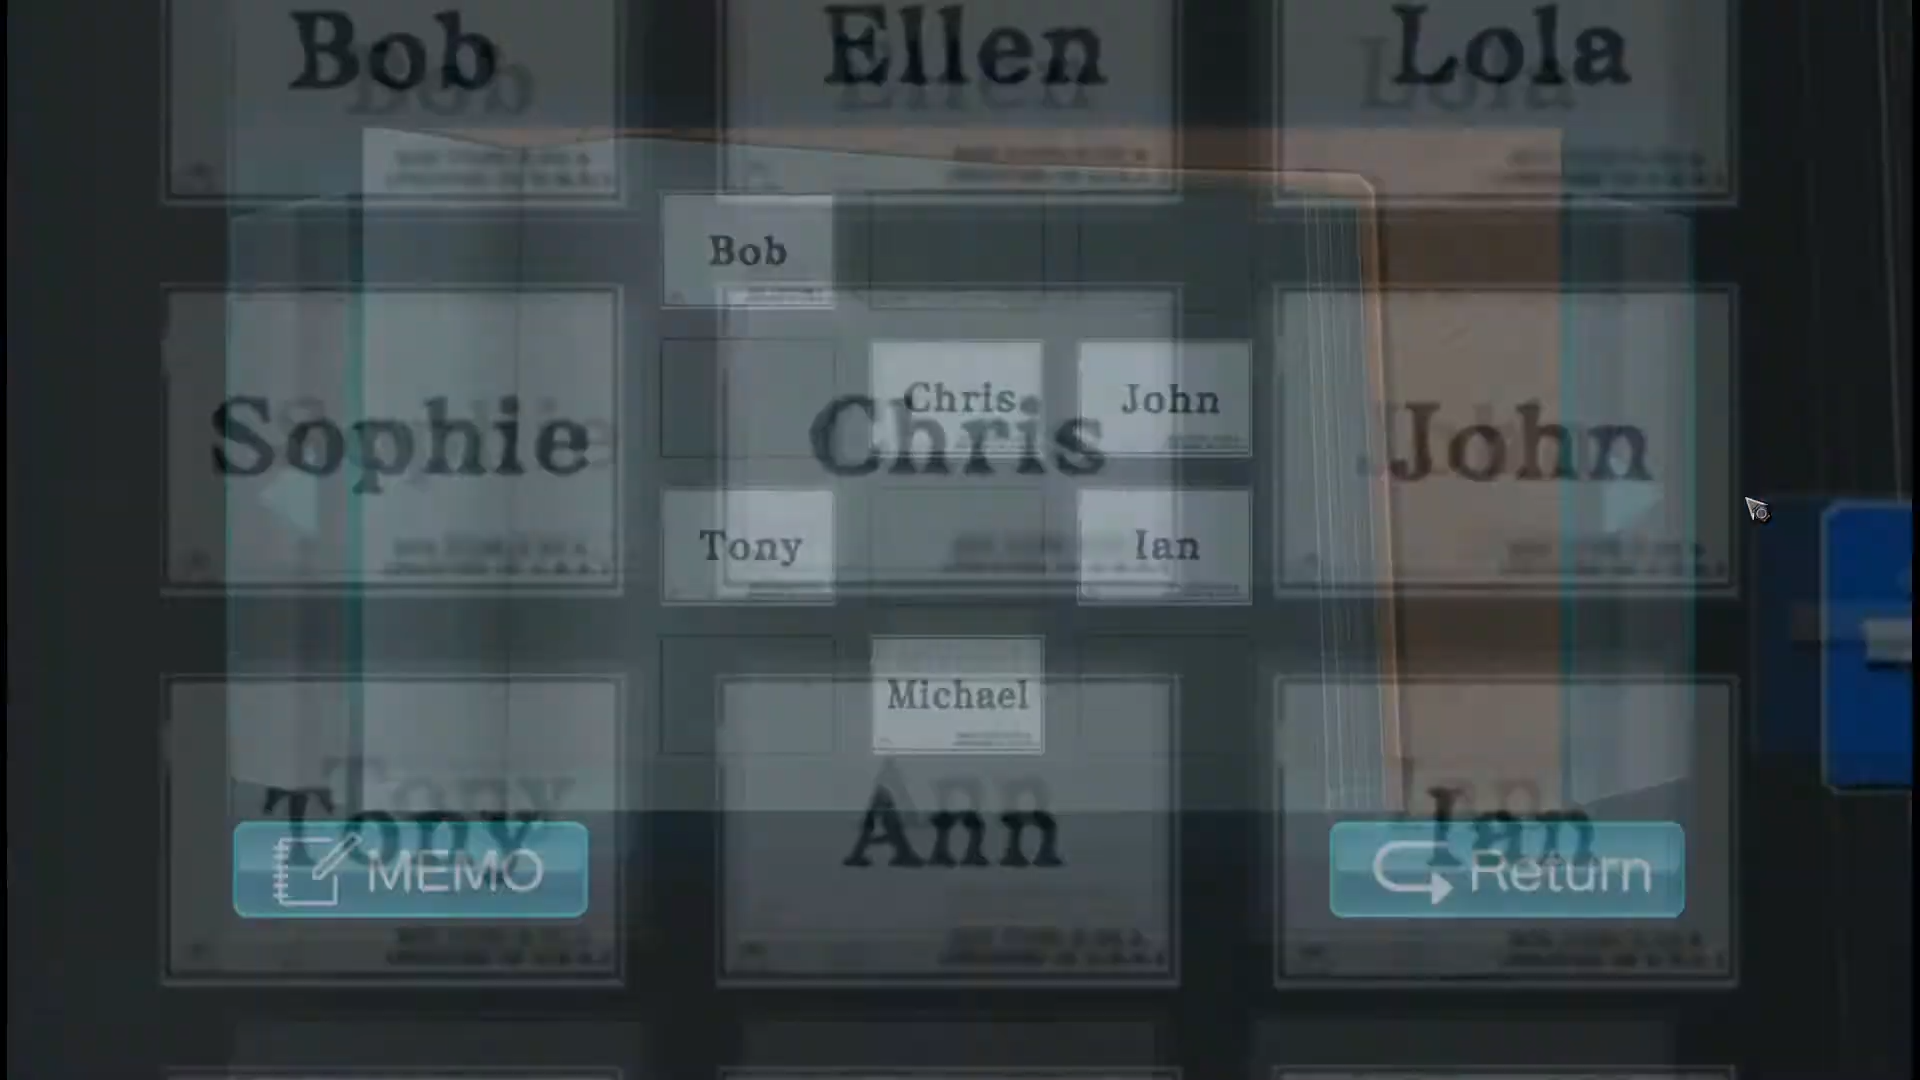 Bob Ellen Lola
Bob
Sophie Chris John
Chris John
Tony Ian
Michael
Tony Ann Ian
MEMO Return